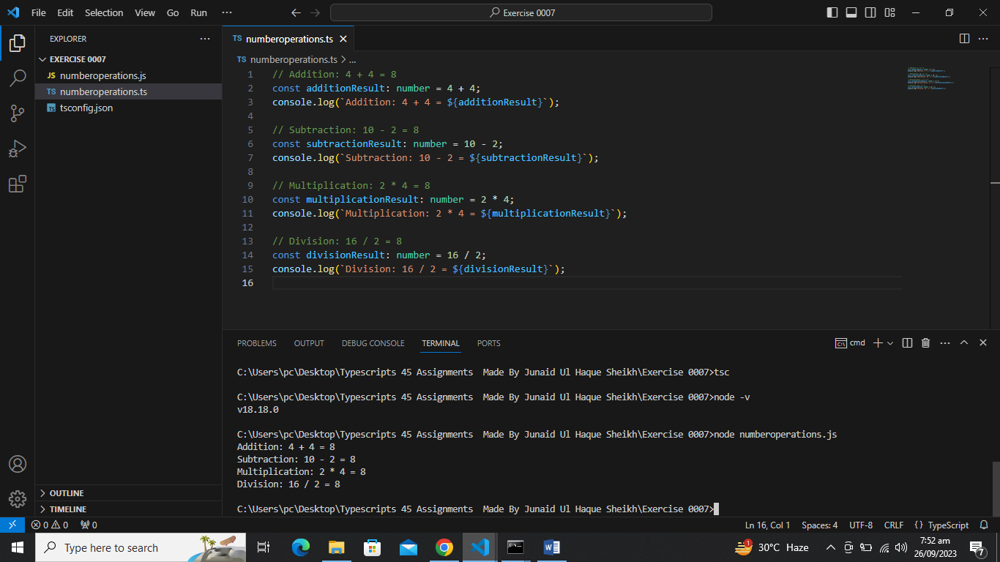 File Edit Selection View Go Run ···
Exercise 0007
EXPLORER
EXERCISE 0007
JS numberoperations.js
TS numberoperations.ts
TS tsconfig.json
OUTLINE
TIMELINE
TS numberoperations.ts
TS numberoperations.ts > ...
1 // Addition: 4 + 4 = 8
2 const additionResult: number = 4 + 4;
3 console.log(`Addition: 4 + 4 = ${additionResult}`);
4
5 // Subtraction: 10 - 2 = 8
6 const subtractionResult: number = 10 - 2;
7 console.log(`Subtraction: 10 - 2 = ${subtractionResult}`);
8
9 // Multiplication: 2 * 4 = 8
10 const multiplicationResult: number = 2 * 4;
11 console.log(`Multiplication: 2 * 4 = ${multiplicationResult}`);
12
13 // Division: 16 / 2 = 8
14 const divisionResult: number = 16 / 2;
15 console.log(`Division: 16 / 2 = ${divisionResult}`);
16
PROBLEMS OUTPUT DEBUG CONSOLE TERMINAL PORTS
cmd
C:\Users\pc\Desktop\Typescripts 45 Assignments  Made By Junaid Ul Haque Sheikh\Exercise 0007>tsc
C:\Users\pc\Desktop\Typescripts 45 Assignments  Made By Junaid Ul Haque Sheikh\Exercise 0007>node -v
v18.18.0
C:\Users\pc\Desktop\Typescripts 45 Assignments  Made By Junaid Ul Haque Sheikh\Exercise 0007>node numberoperations.js
Addition: 4 + 4 = 8
Subtraction: 10 - 2 = 8
Multiplication: 2 * 4 = 8
Division: 16 / 2 = 8
C:\Users\pc\Desktop\Typescripts 45 Assignments  Made By Junaid Ul Haque Sheikh\Exercise 0007>
0 0 0
Ln 16, Col 1 Spaces: 4 UTF-8 CRLF {} TypeScript
Type here to search
1 30°C Haze
7:52 am
26/09/2023
7